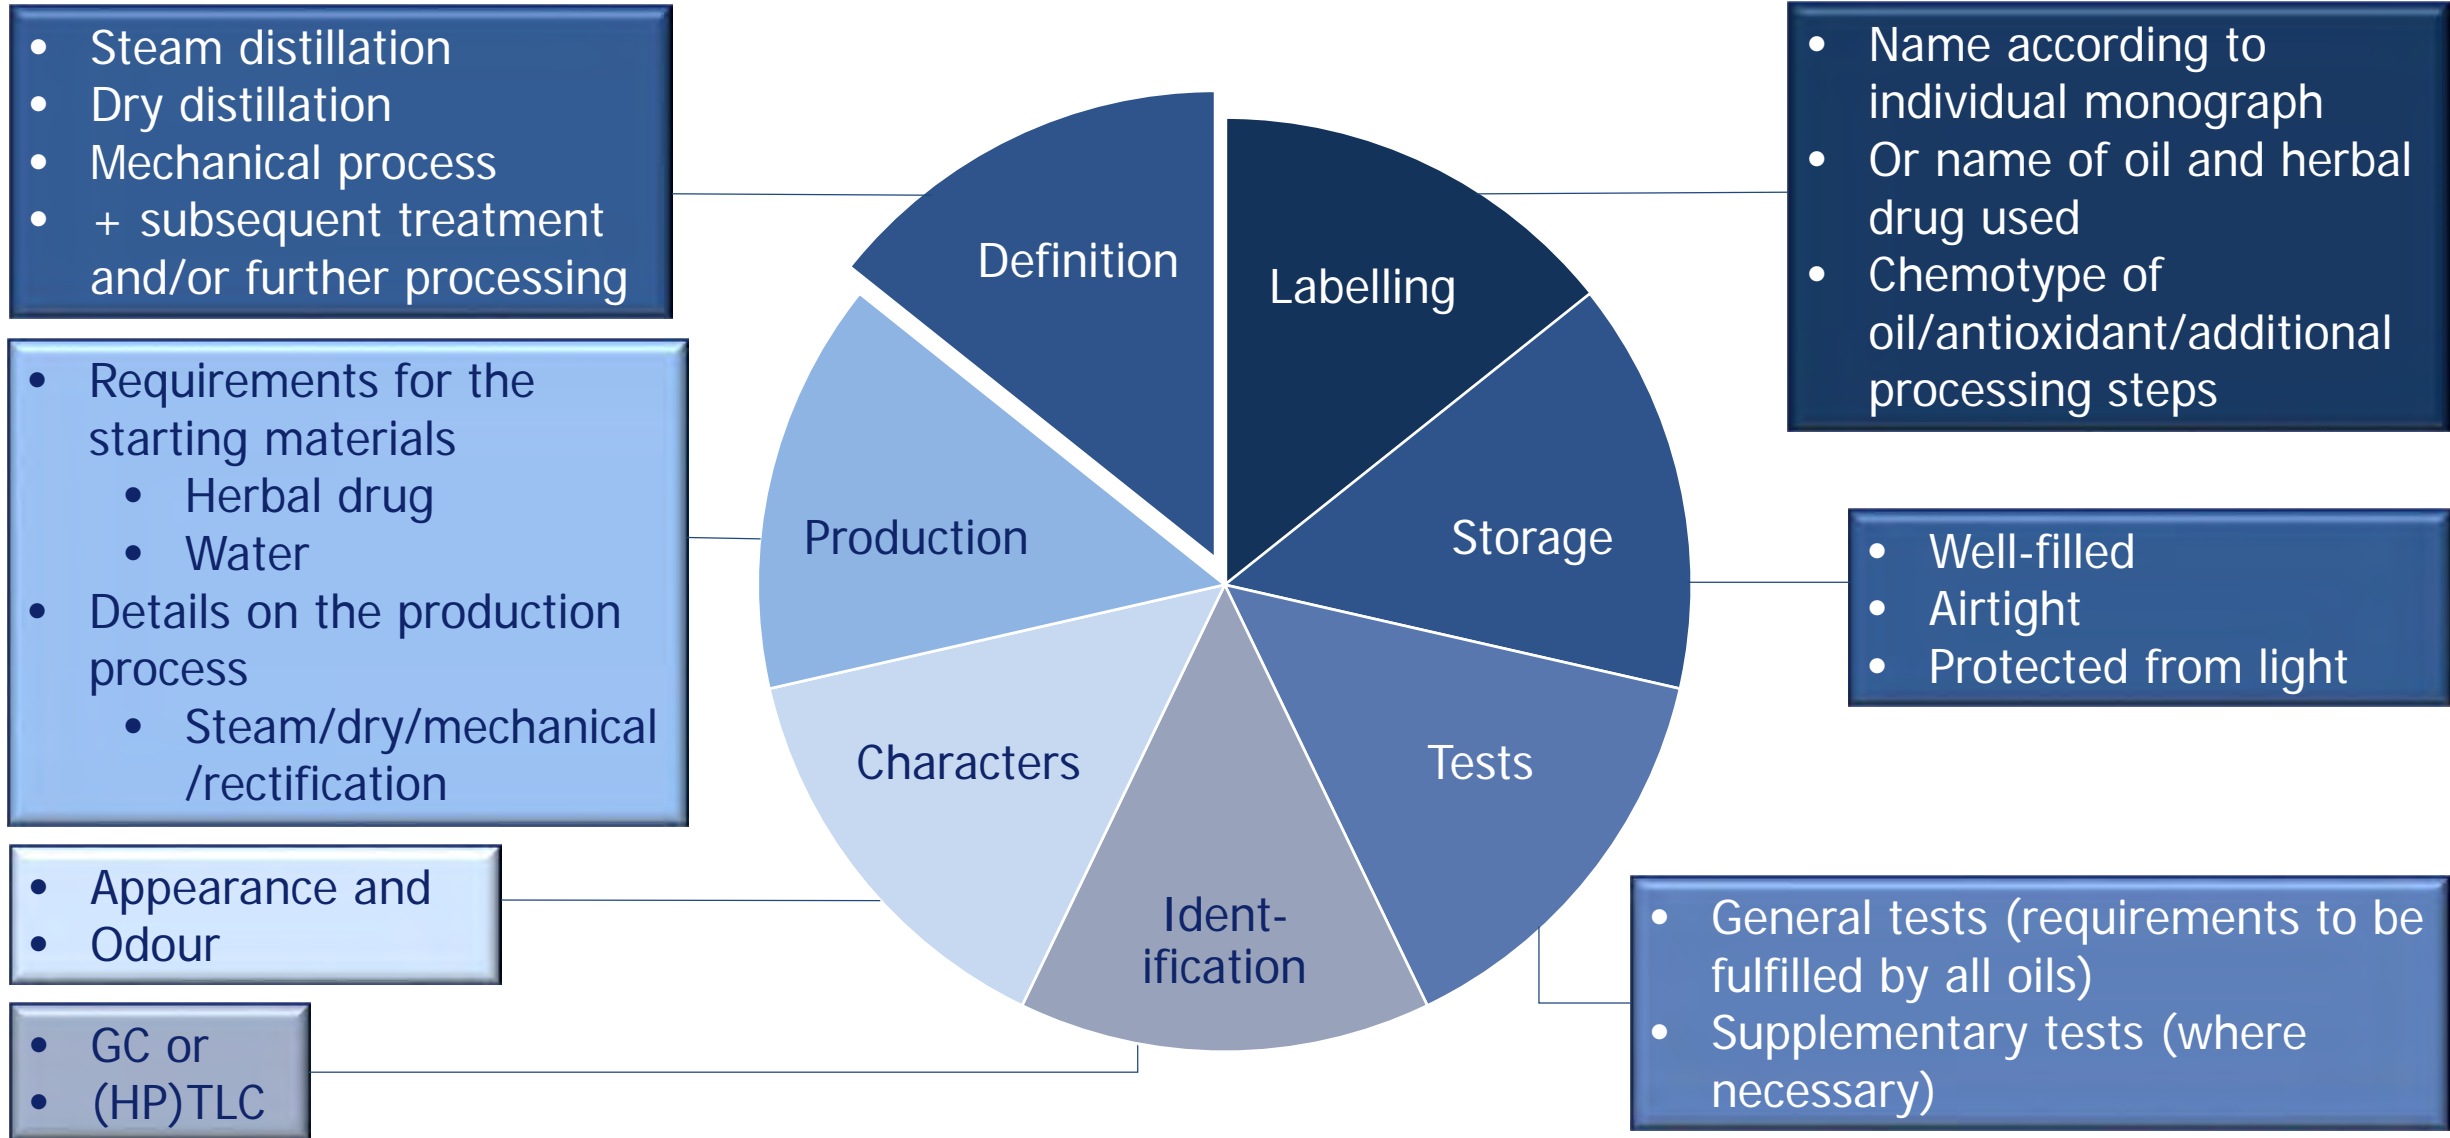 • Steam distillation
• Dry distillation
• Mechanical process
• + subsequent treatment
and/or further processing
• Requirements for the
starting materials
• Herbal drug
• Water
• Details on the production
process
• Steam/dry/mechanical
/rectification
• Appearance and
• Odour
• GC or
• (HP)TLC
Definition
Labelling
Production
Storage
Characters
Tests
Ident-
ification
• Name according to
individual monograph
• Or name of oil and herbal
drug used
• Chemotype of
oil/antioxidant/additional
processing steps
• Well-filled
• Airtight
• Protected from light
• General tests (requirements to be
fulfilled by all oils)
• Supplementary tests (where
necessary)